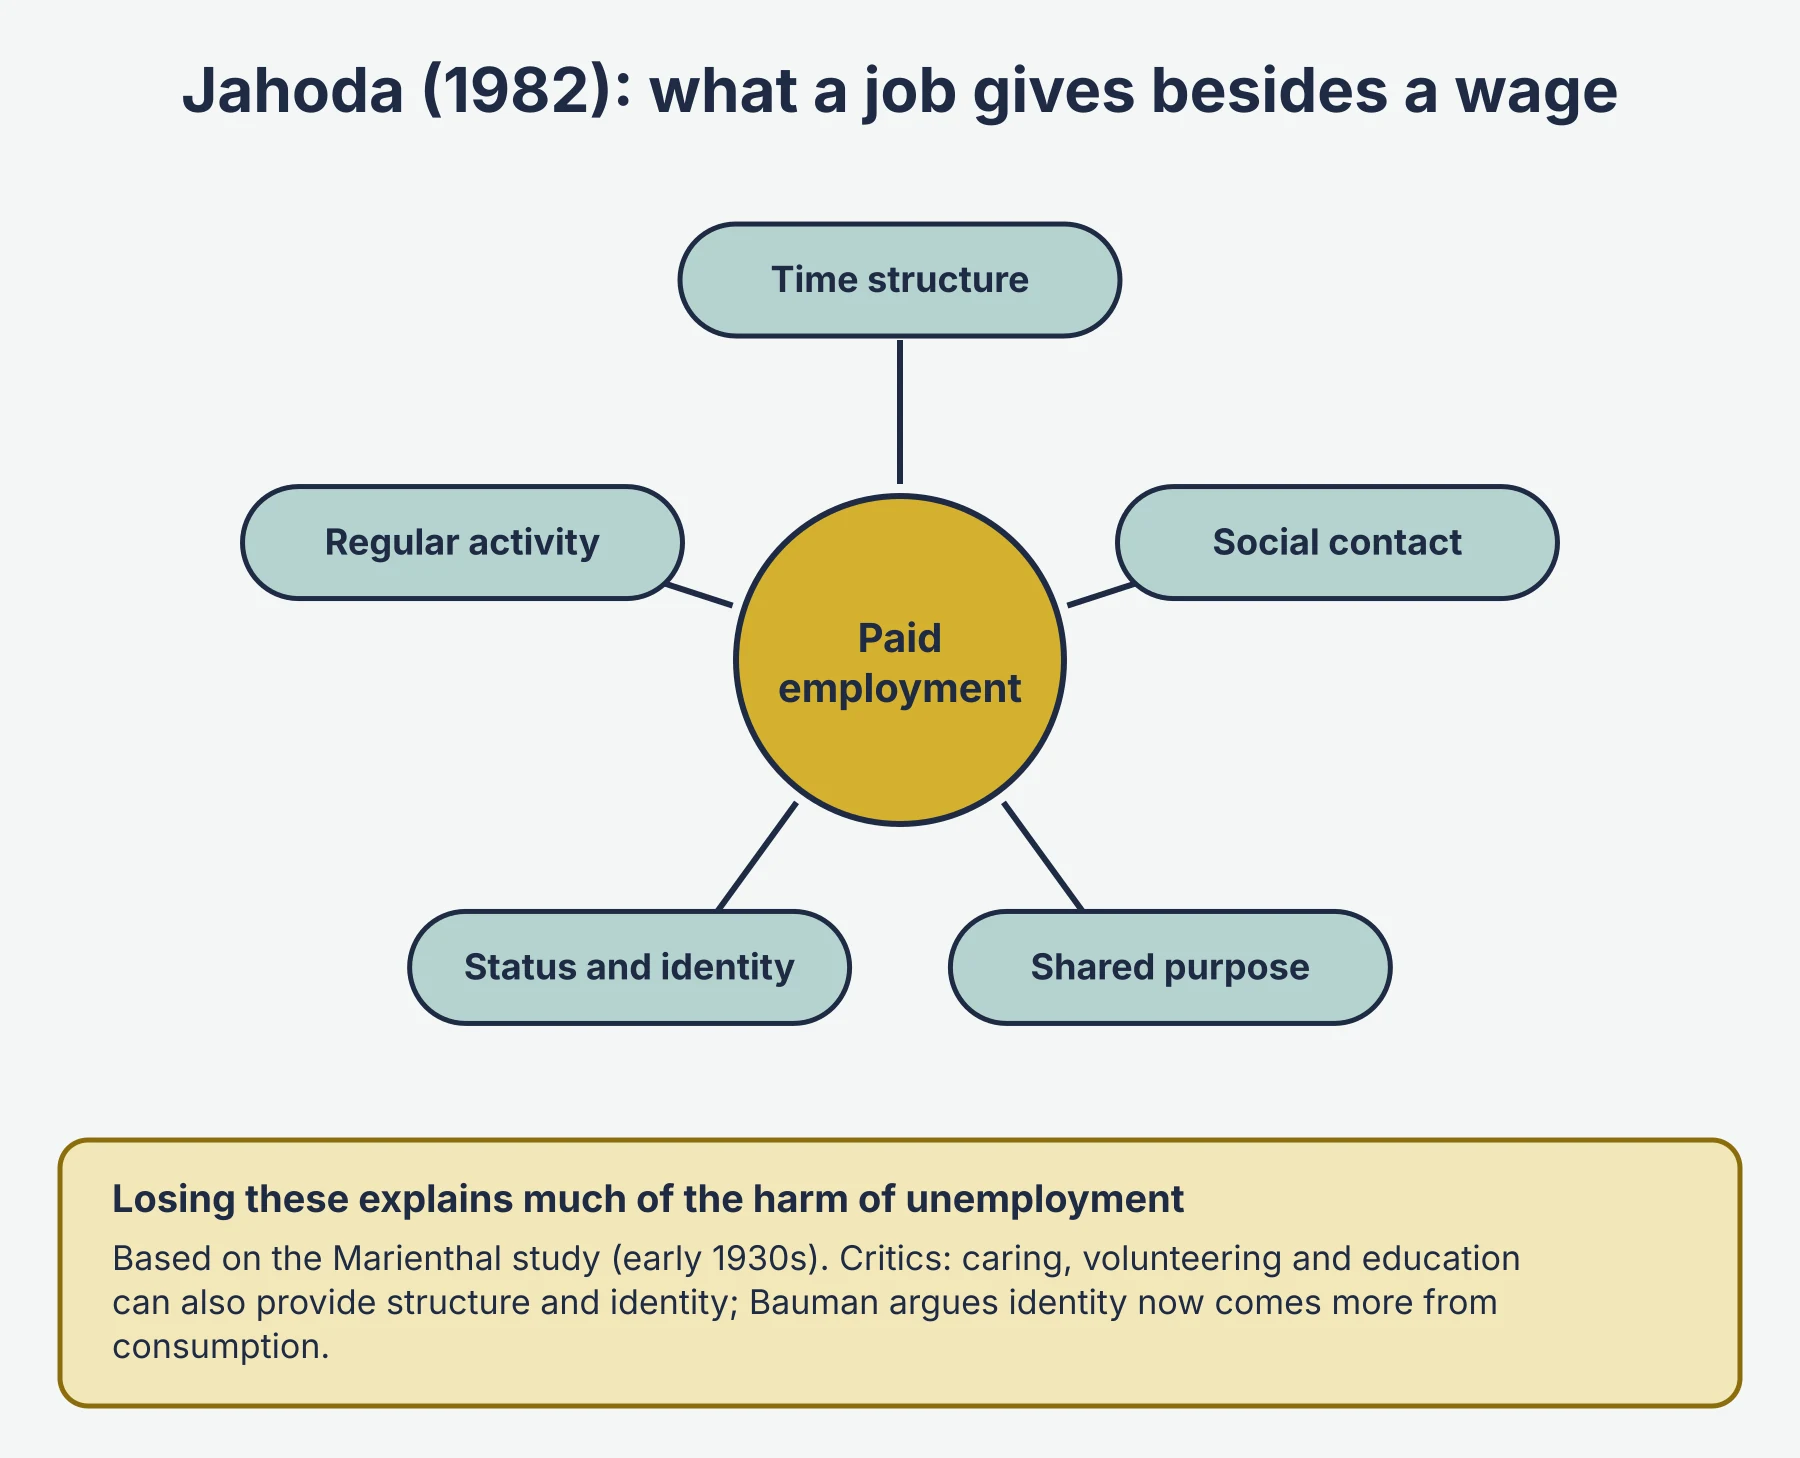 Jahoda (1982): what a job gives besides a wage
Time structure
Regular activity
Social contact
Paid
employment
Status and identity
Shared purpose
Losing these explains much of the harm of unemployment
Based on the Marienthal study (early 1930s). Critics: caring, volunteering and education
can also provide structure and identity; Bauman argues identity now comes more from
consumption.